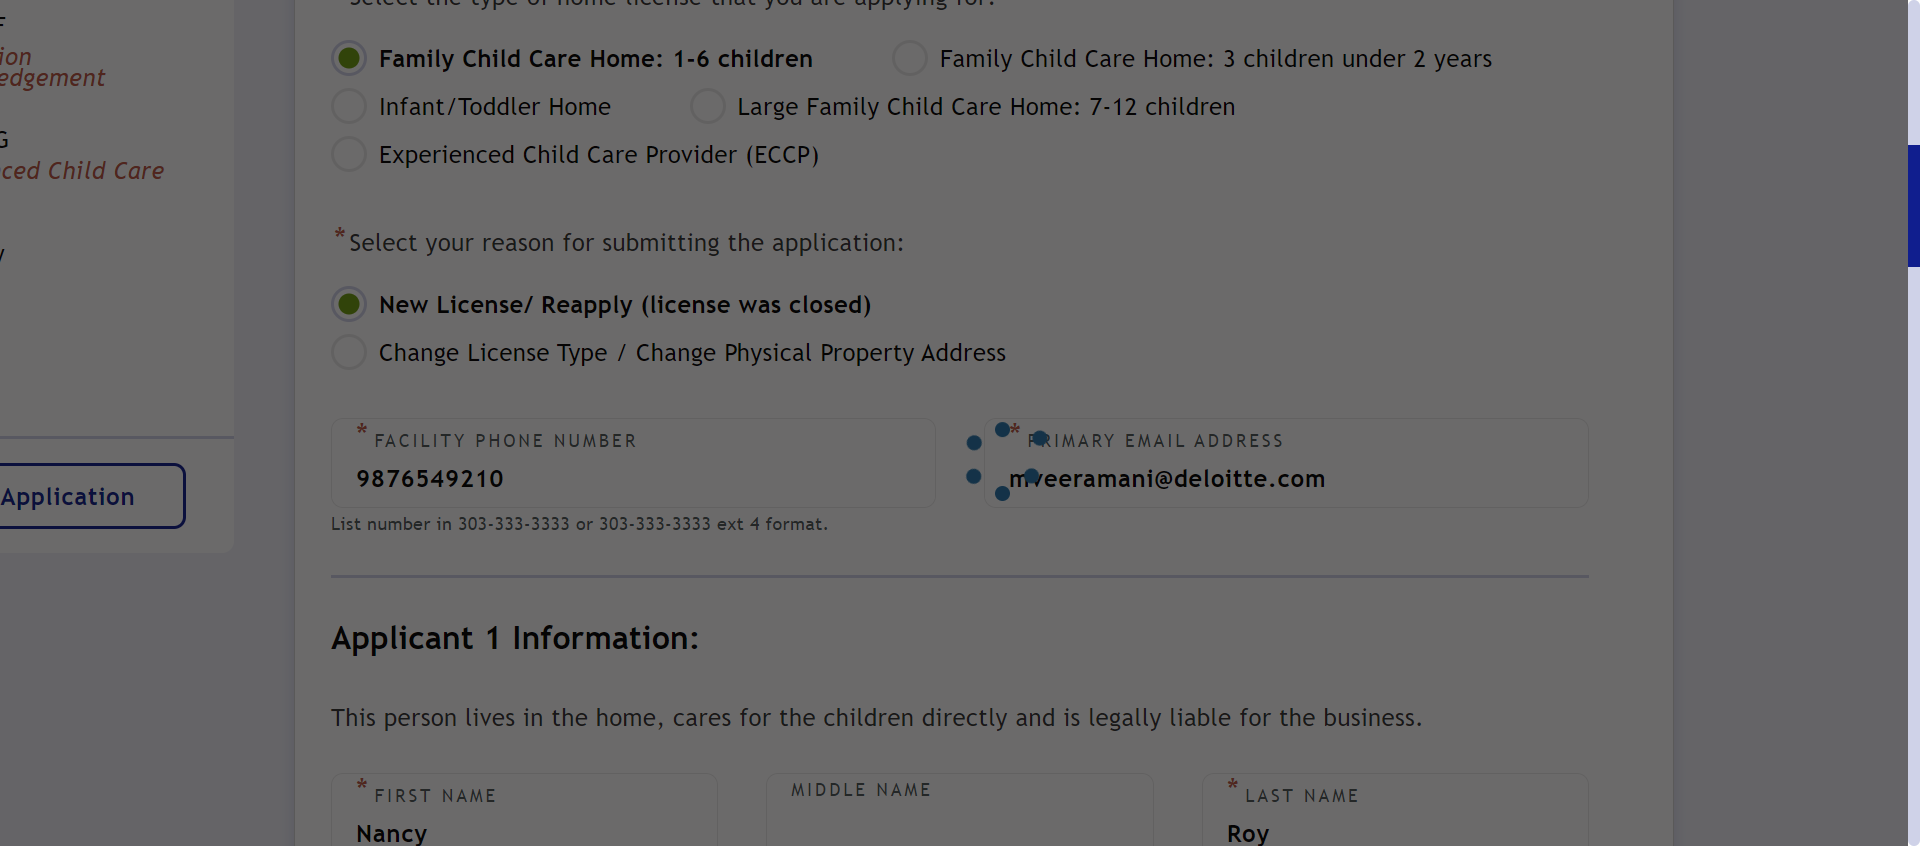 Select the type of home license that you are applying for:
Family Child Care Home: 1-6 children
Family Child Care Home: 3 children under 2 years
Infant/Toddler Home
Large Family Child Care Home: 7-12 children
Experienced Child Care Provider (ECCP)
*Select your reason for submitting the application:
New License/ Reapply (license was closed)
Change License Type / Change Physical Property Address
* FACILITY PHONE NUMBER
9876549210
List number in 303-333-3333 or 303-333-3333 ext 4 format.
* PRIMARY EMAIL ADDRESS
mveeramani@deloitte.com
Applicant 1 Information:
This person lives in the home, cares for the children directly and is legally liable for the business.
* FIRST NAME
Nancy
MIDDLE NAME
* LAST NAME
Roy
ion
edgement
G
ced Child Care
y
Application